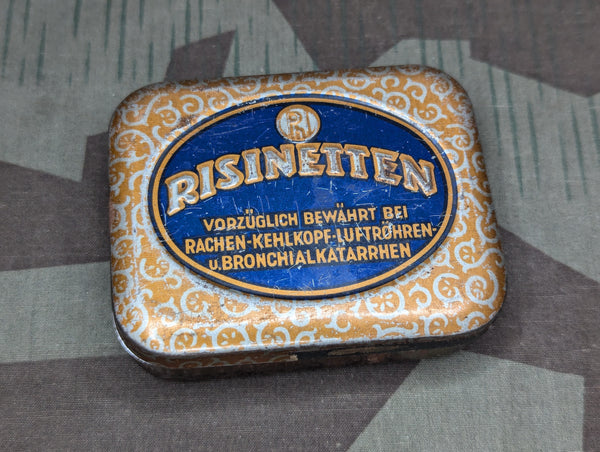 R
RISINETTEN
VORZÜGLICH BEWÄHRT BEI
RACHEN-KEHLKOPF-LUFTRÖHREN-
u.BRONCHIALKATARRHEN